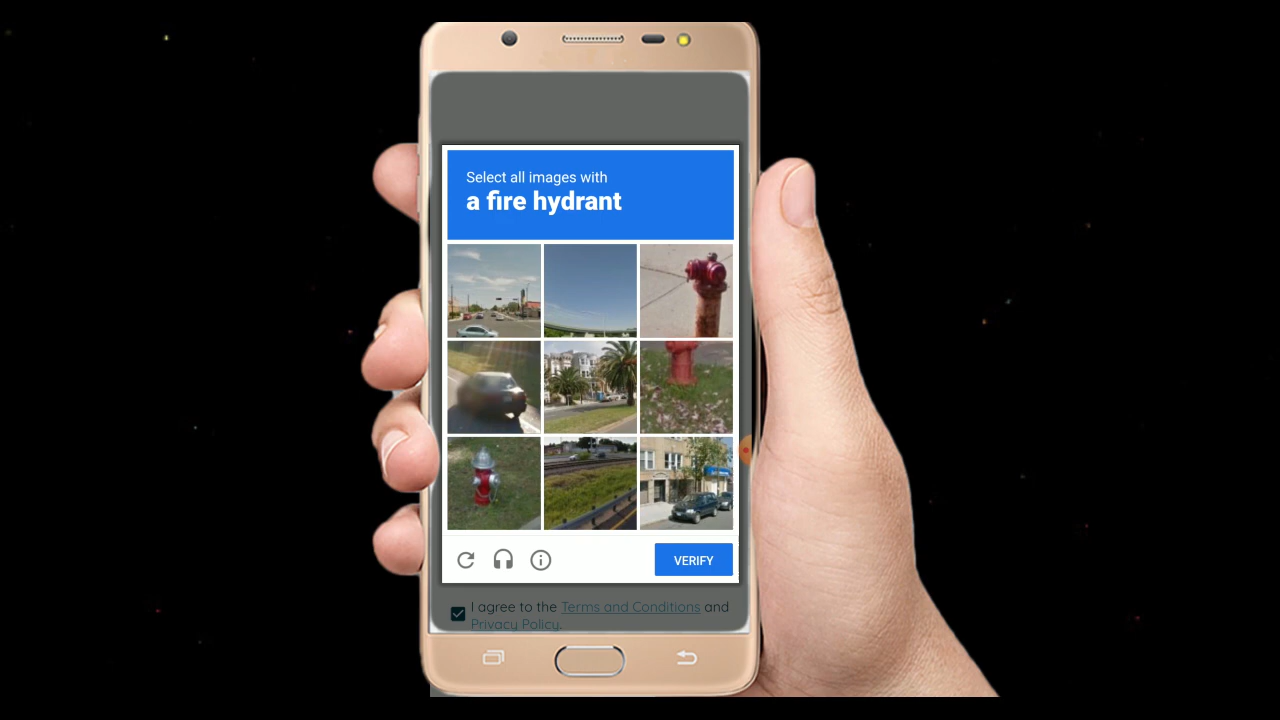 Select all images with
a fire hydrant
VERIFY
I agree to the Terms and Conditions and
Privacy Policy.